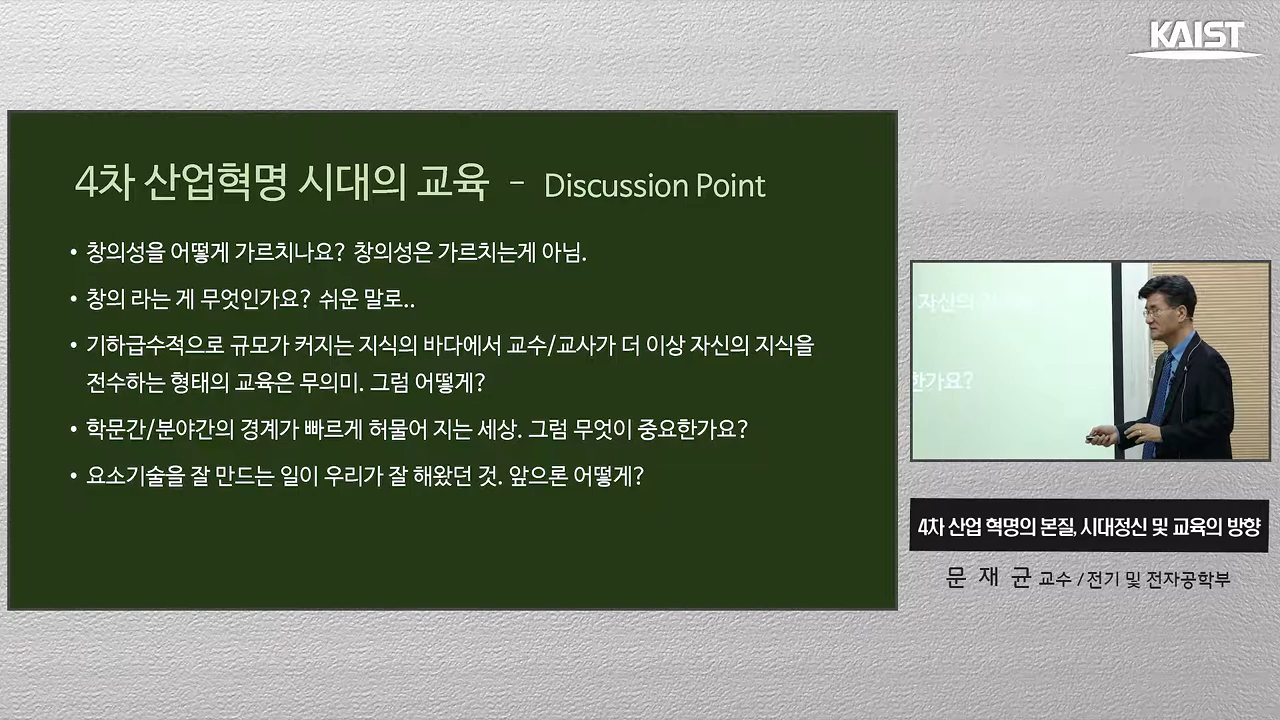 KAIST
4차 산업혁명 시대의 교육 - Discussion Point
• 창의성을 어떻게 가르치나요? 창의성은 가르치는게 아님.
• 창의 라는 게 무엇인가요? 쉬운 말로..
• 기하급수적으로 규모가 커지는 지식의 바다에서 교수/교사가 더 이상 자신의 지식을
전수하는 형태의 교육은 무의미. 그럼 어떻게?
• 학문간/분야간의 경계가 빠르게 허물어 지는 세상. 그럼 무엇이 중요한가요?
• 요소기술을 잘 만드는 일이 우리가 잘 해왔던 것. 앞으론 어떻게?
자신의
한가요?
4차 산업 혁명의 본질, 시대정신 및 교육의 방향
문 재 균 교수 / 전기 및 전자공학부